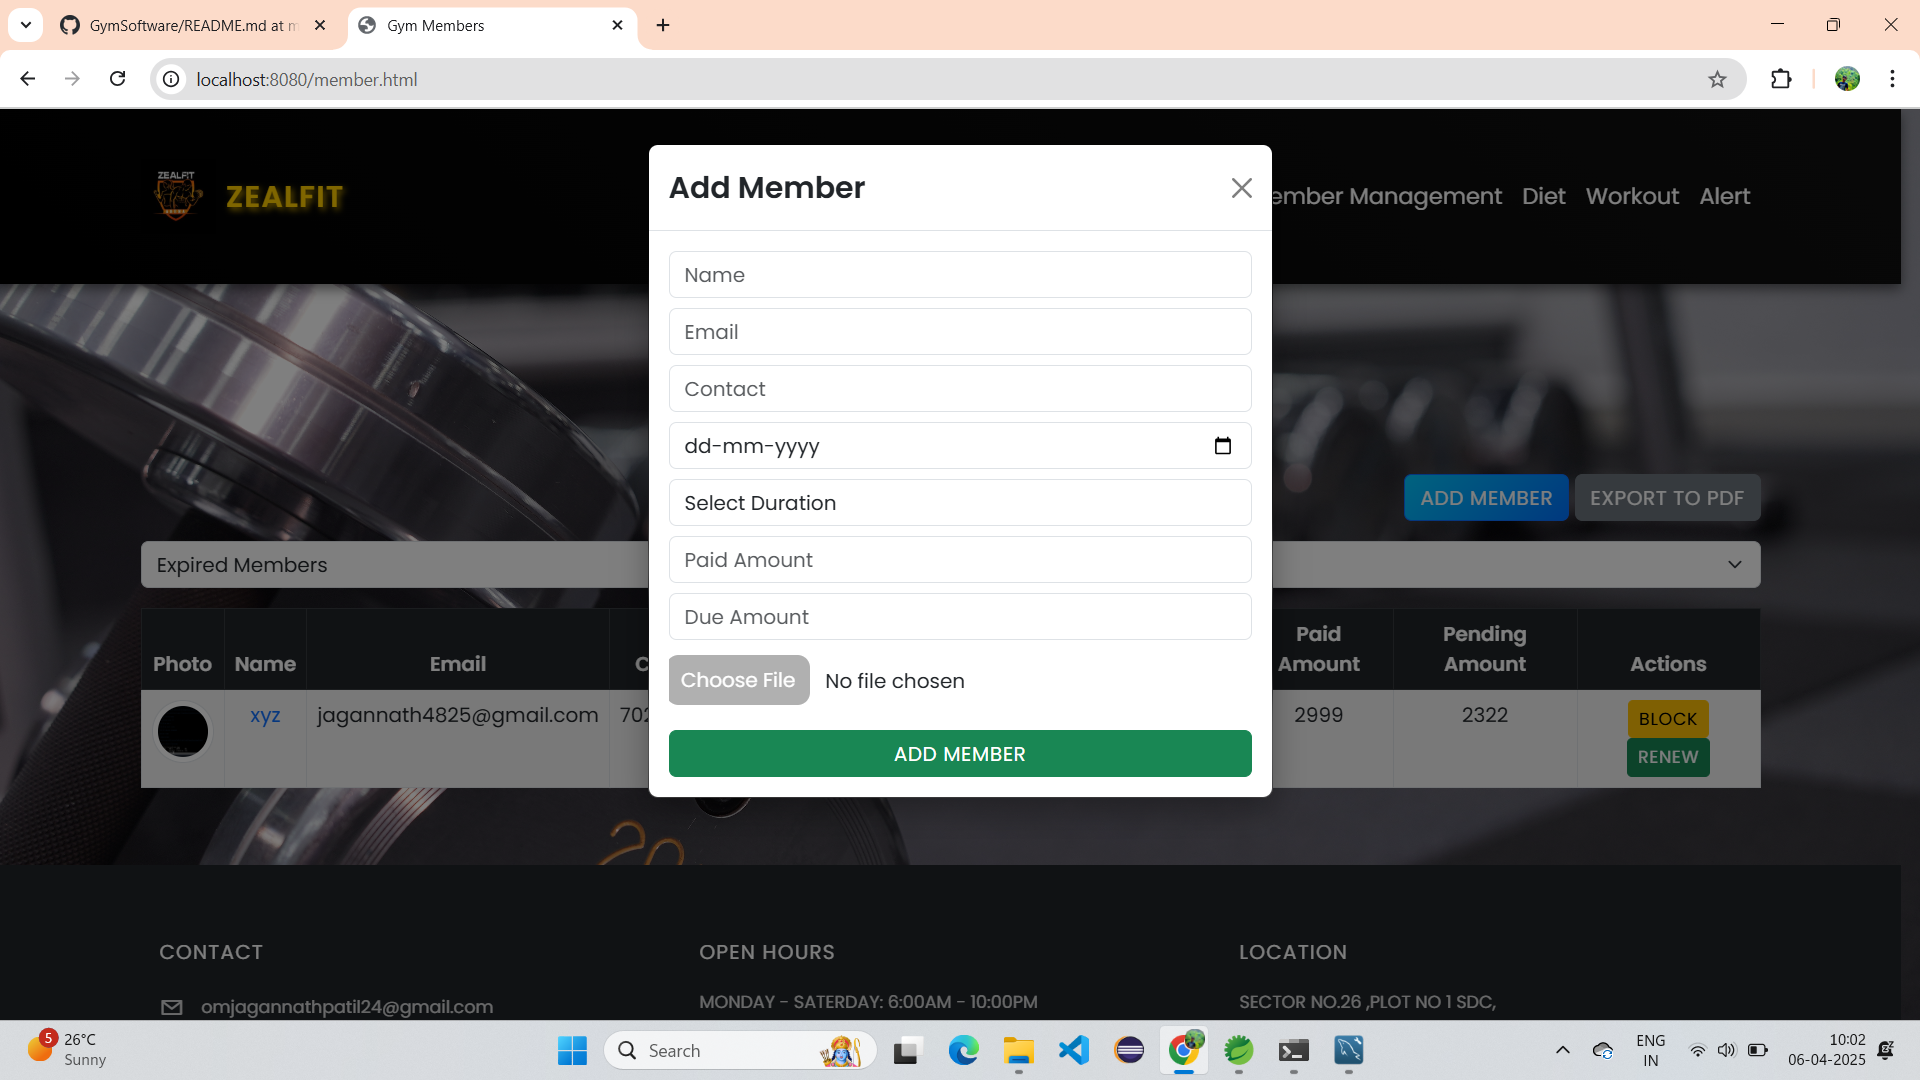 GymSoftware/README.md at m
Gym Members
localhost:8080/member.html
ZEALFIT
ZEALFIT
ember Management Diet Workout Alert
Add Member
Name
Email
Contact
dd-mm-yyyy
Select Duration
Paid Amount
Due Amount
Choose File No file chosen
ADD MEMBER
ADD MEMBER EXPORT TO PDF
Expired Members
Photo Name Email C Paid Amount Pending Amount Actions
xyz jagannath4825@gmail.com 702 2999 2322 BLOCK
RENEW
CONTACT OPEN HOURS LOCATION
omjagannathpatil24@gmail.com MONDAY - SATERDAY: 6:00AM - 10:00PM SECTOR NO.26 ,PLOT NO 1 SDC,
5 26°C
Sunny
Search
ENG
IN
10:02
06-04-2025